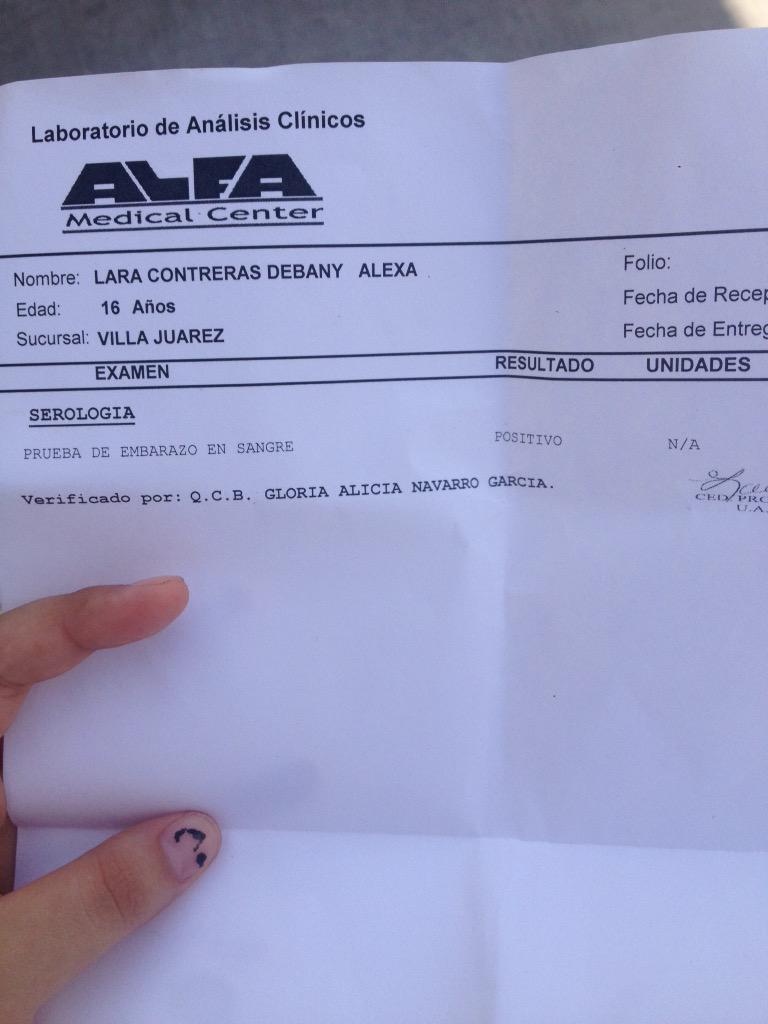 Laboratorio de Análisis Clínicos
ALFA
Medical Center
Nombre: LARA CONTRERAS DEBANY ALEXA
Folio:
Edad: 16 Años
Fecha de Recep
Sucursal: VILLA JUAREZ
Fecha de Entreg
EXAMEN RESULTADO UNIDADES
SEROLOGIA
PRUEBA DE EMBARAZO EN SANGRE POSITIVO N/A
Verificado por: Q.C.B. GLORIA ALICIA NAVARRO GARCIA.
CED PRO
U.A.